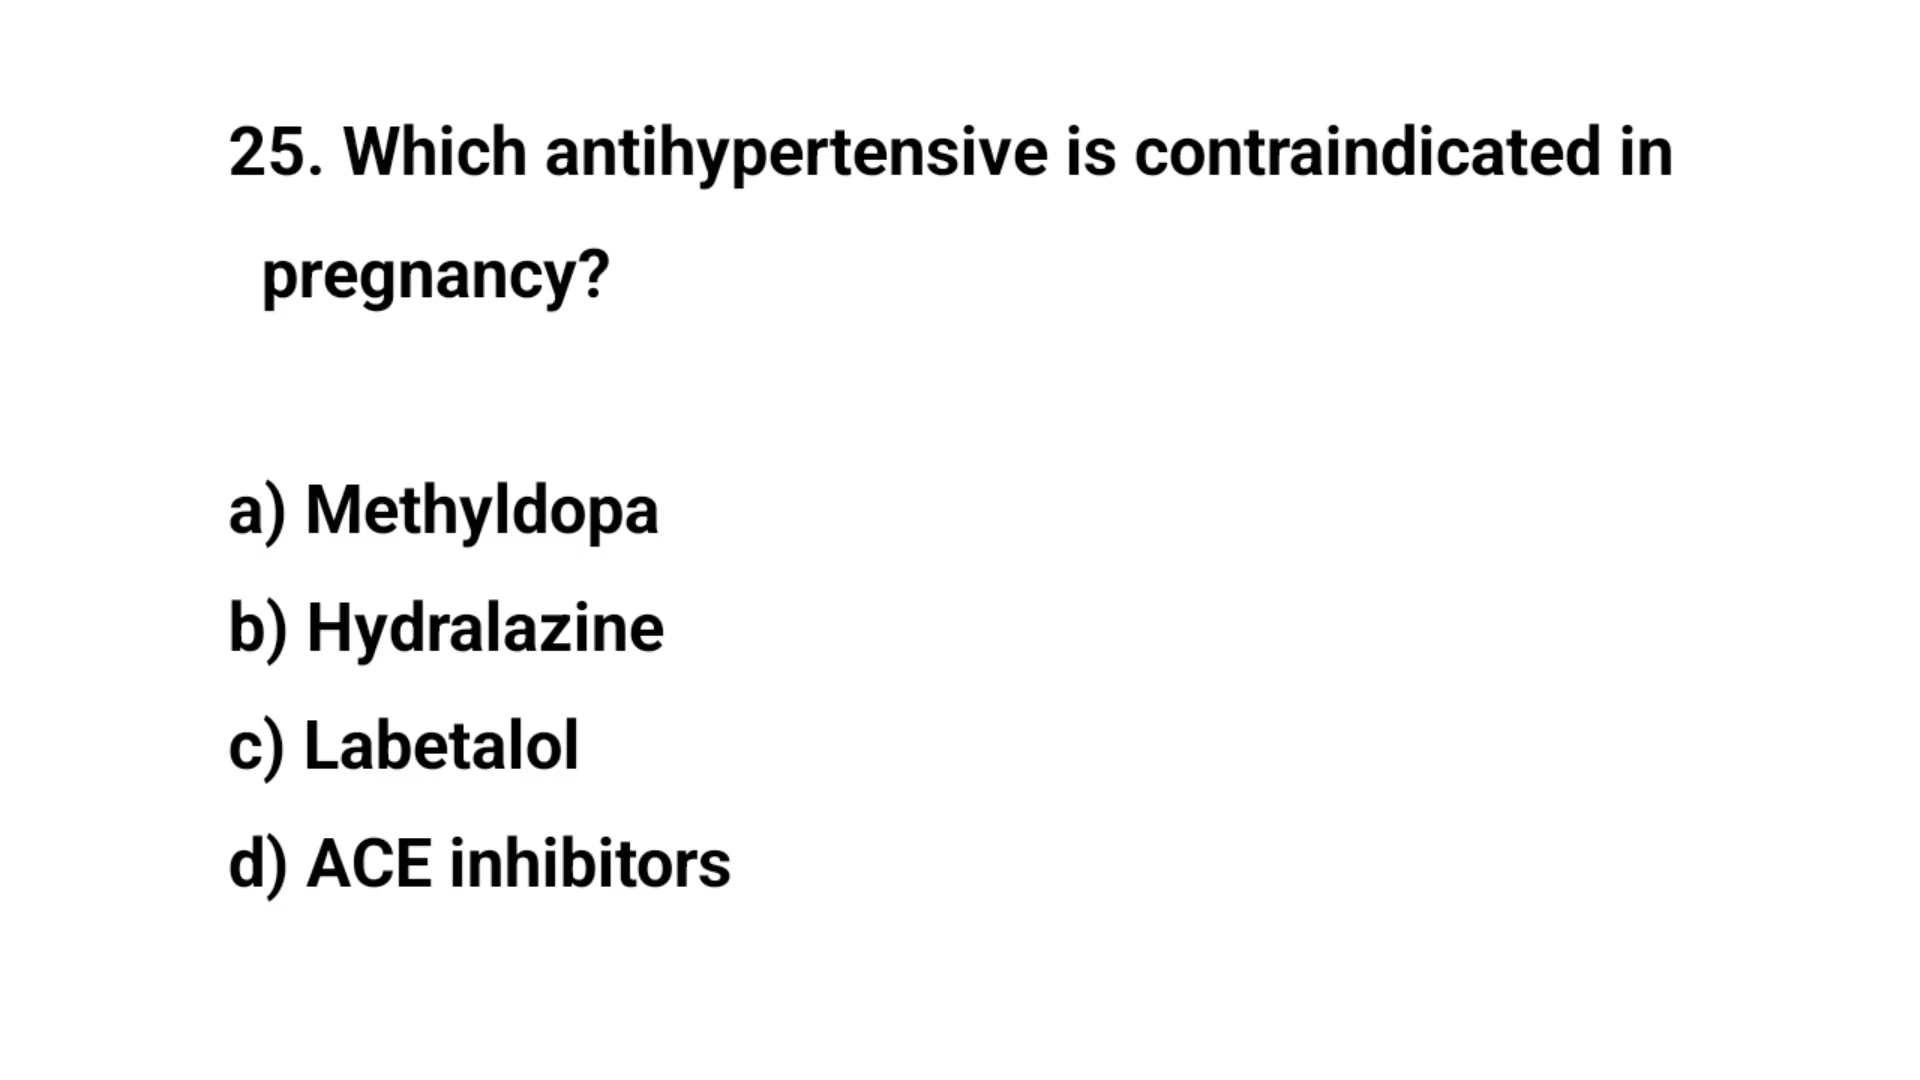 25. Which antihypertensive is contraindicated in
pregnancy?
a) Methyldopa
b) Hydralazine
c) Labetalol
d) ACE inhibitors